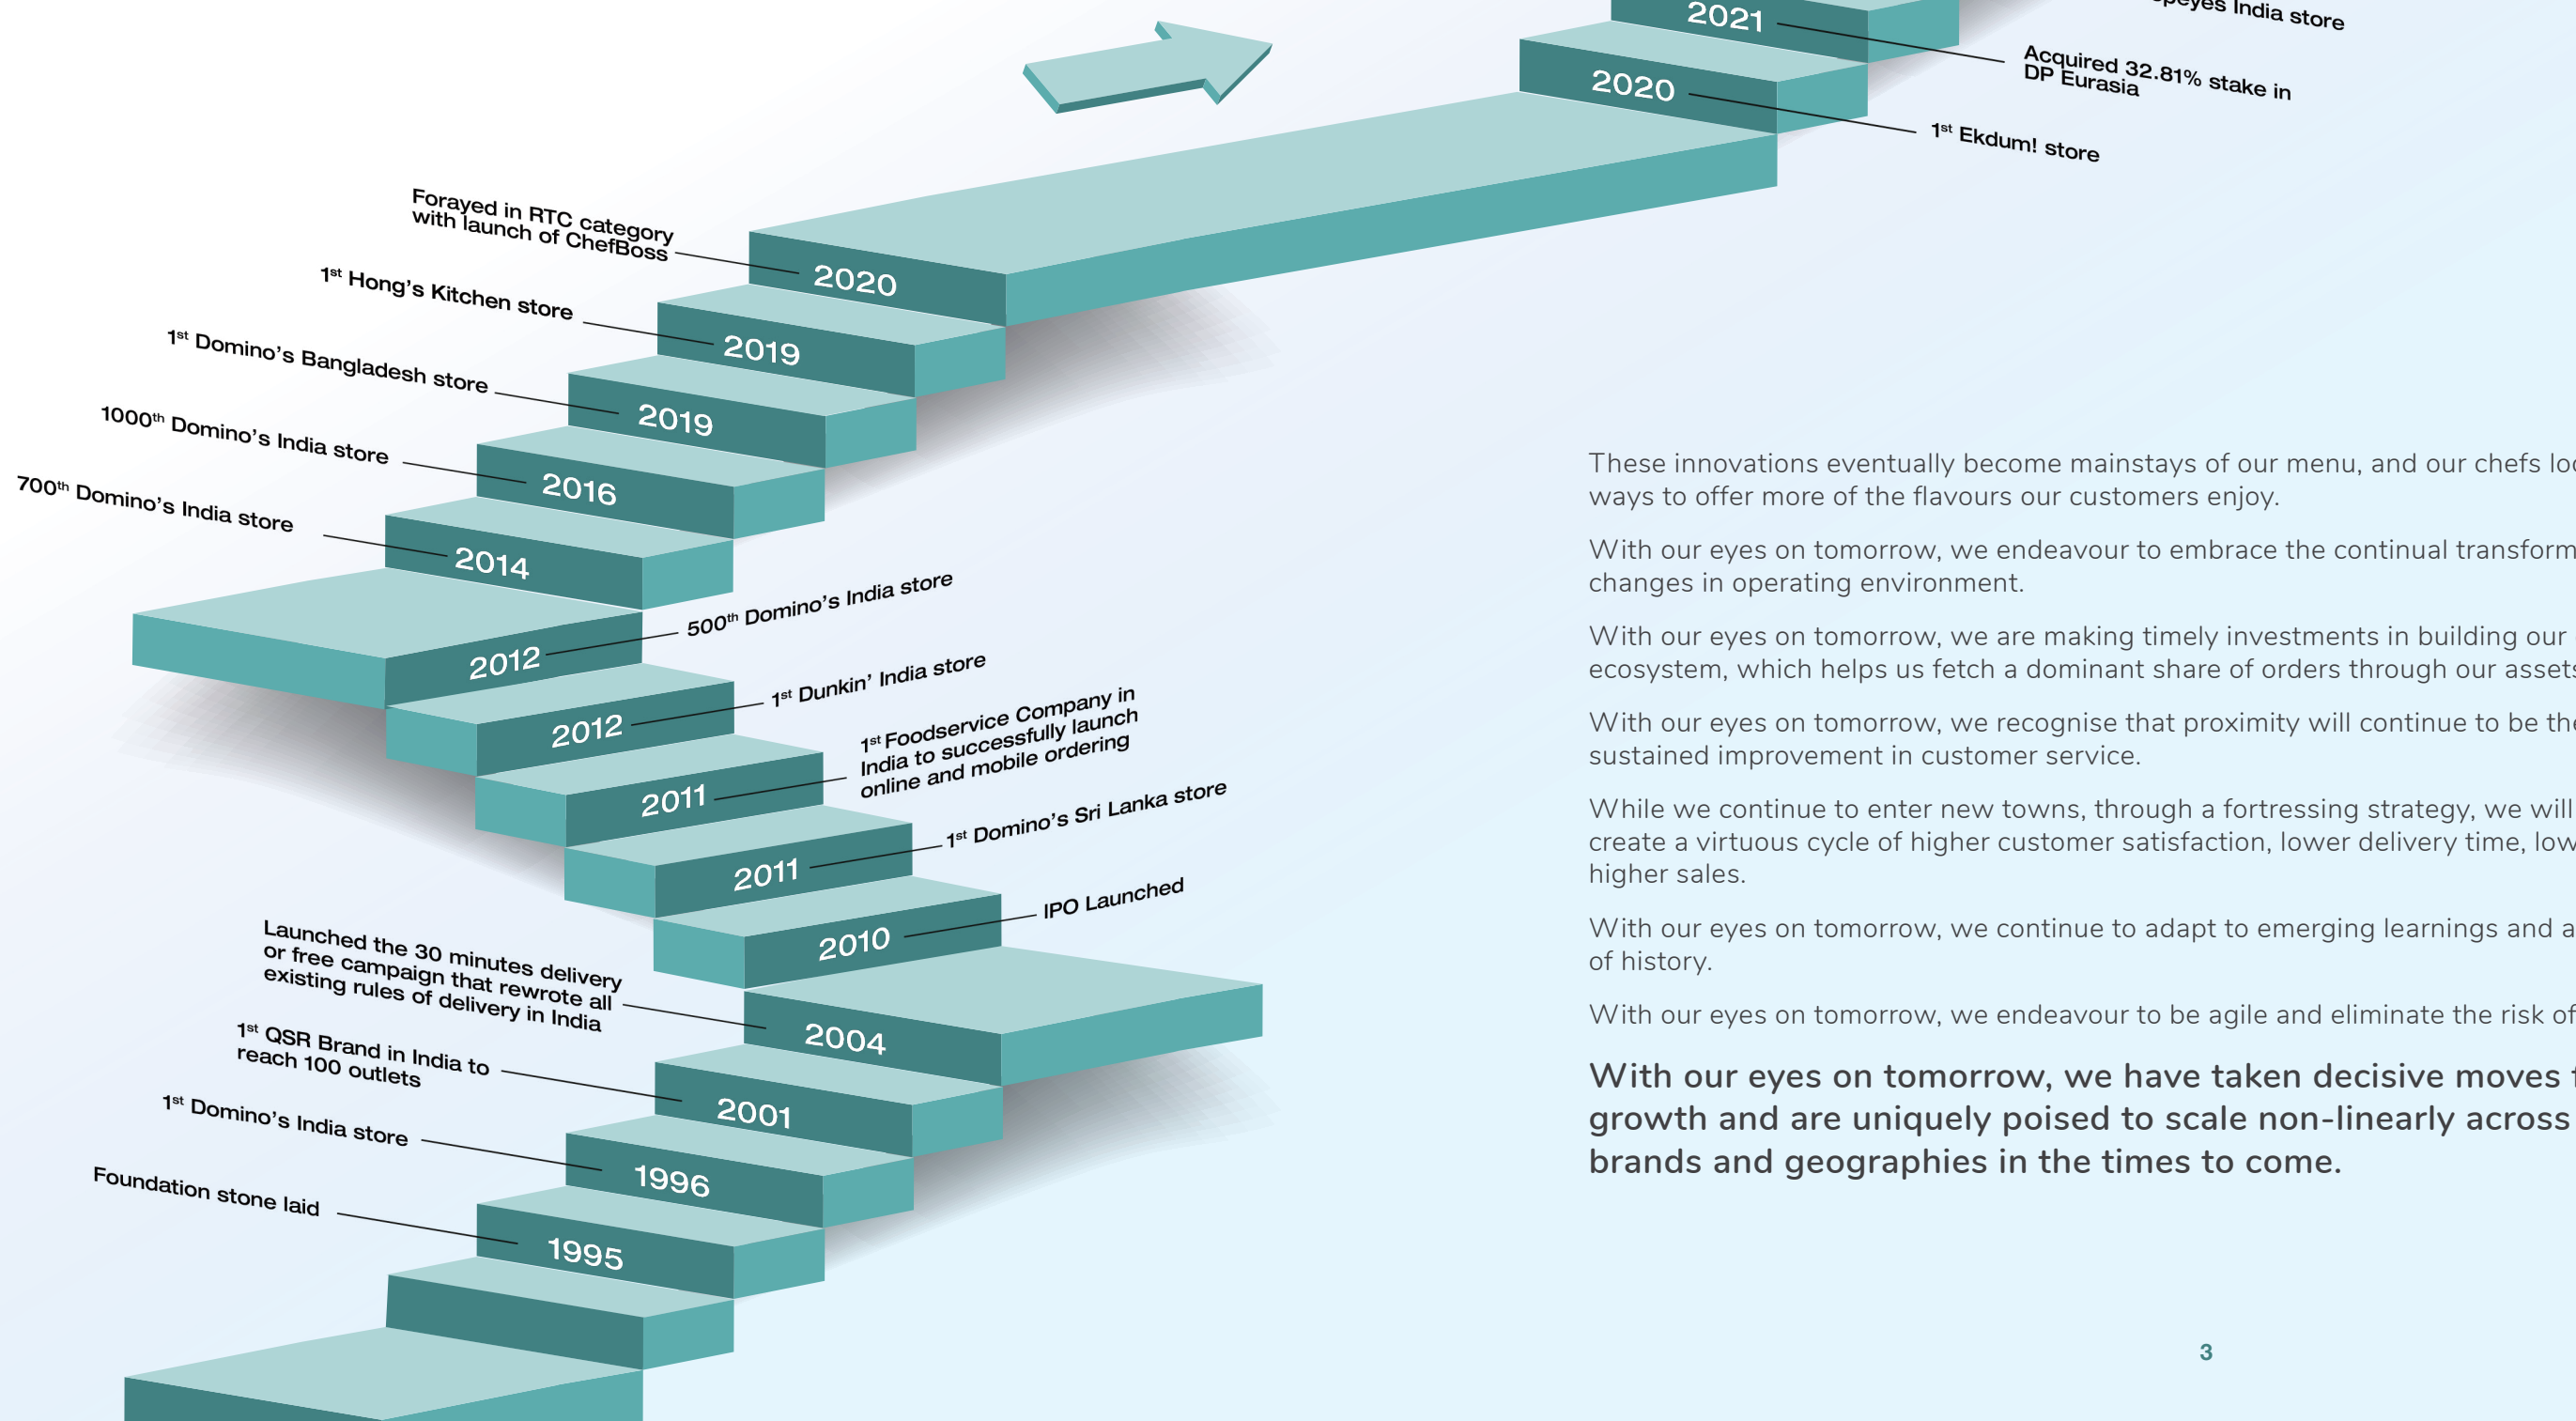 India store
2021
Acquired 32.81% stake in
DP Eurasia
2020
1st Ekdum! store
Forayed in RTC category
with launch of ChefBoss
2020
1st Hong’s Kitchen store
2019
1st Domino’s Bangladesh store
2019
1000th Domino’s India store
2016
700th Domino’s India store
2014
500th Domino’s India store
2012
1st Dunkin’ India store
2012
1st Foodservice Company in
India to successfully launch
online and mobile ordering
2011
1st Domino’s Sri Lanka store
2011
IPO Launched
2010
Launched the 30 minutes delivery
or free campaign that rewrote all
existing rules of delivery in India
2004
1st QSR Brand in India to
reach 100 outlets
2001
1st Domino’s India store
1996
Foundation stone laid
1995
These innovations eventually become mainstays of our menu, and our chefs
ways to offer more of the flavours our customers enjoy.
With our eyes on tomorrow, we endeavour to embrace the continual
changes in operating environment.
With our eyes on tomorrow, we are making timely investments in building our
ecosystem, which helps us fetch a dominant share of orders through our assets
With our eyes on tomorrow, we recognise that proximity will continue to be the
sustained improvement in customer service.
While we continue to enter new towns, through a fortressing strategy, we will
create a virtuous cycle of higher customer satisfaction, lower delivery time,
higher sales.
With our eyes on tomorrow, we continue to adapt to emerging learnings and
of history.
With our eyes on tomorrow, we endeavour to be agile and eliminate the risk of
With our eyes on tomorrow, we have taken decisive moves
growth and are uniquely poised to scale non-linearly across
brands and geographies in the times to come.
3